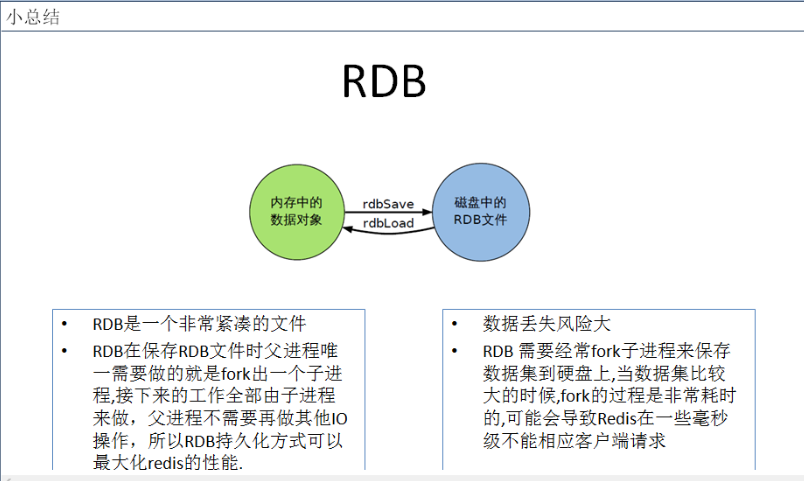 小总结
RDB
内存中的
数据对象
rdbSave
rdbLoad
磁盘中的
RDB文件
• RDB是一个非常紧凑的文件
• RDB在保存RDB文件时父进程唯
一需要做的就是fork出一个子进
程,接下来的工作全部由子进程
来做，父进程不需要再做其他IO
操作，所以RDB持久化方式可以
最大化redis的性能.
• 数据丢失风险大
• RDB 需要经常fork子进程来保存
数据集到硬盘上,当数据集比较
大的时候,fork的过程是非常耗时
的,可能会导致Redis在一些毫秒
级不能相应客户端请求